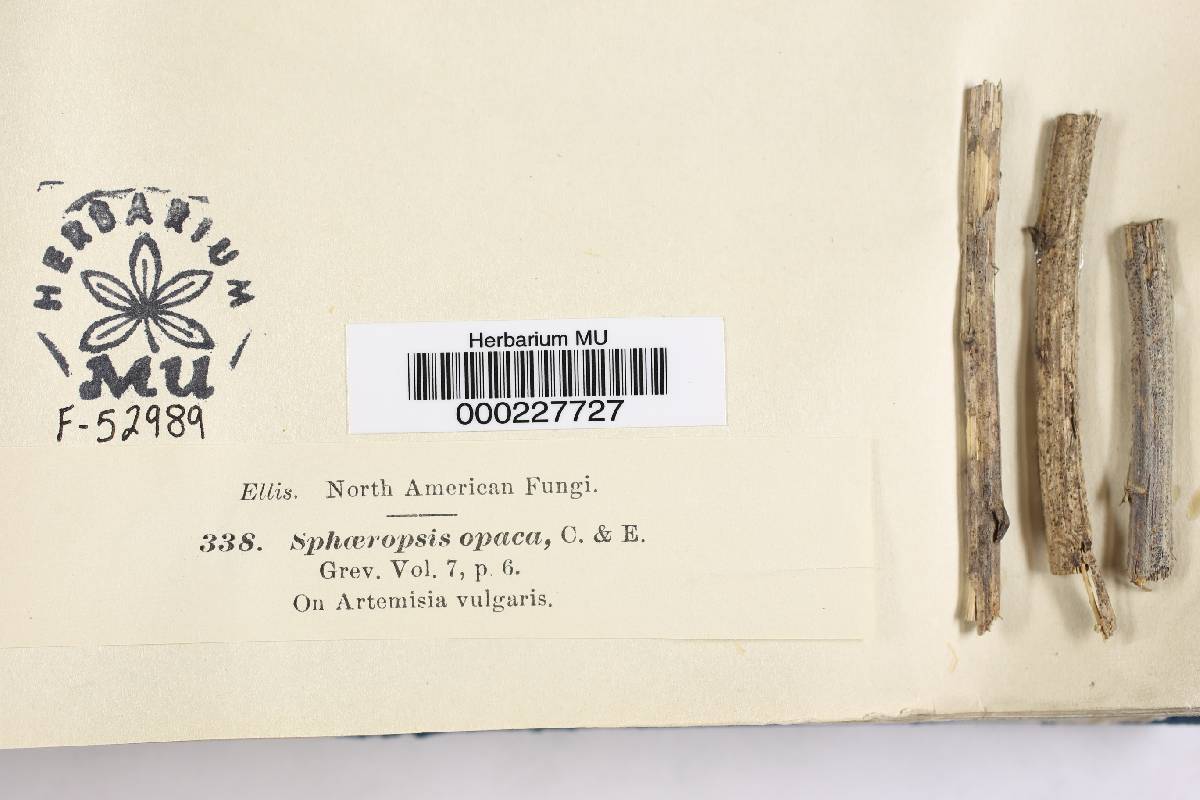 HERBARIUM
MU
F-52989
Herbarium MU
000227727
Ellis. North American Fungi.
338. Sphæropsis opaca, C. & E.
Grev. Vol. 7, p. 6.
On Artemisia vulgaris.